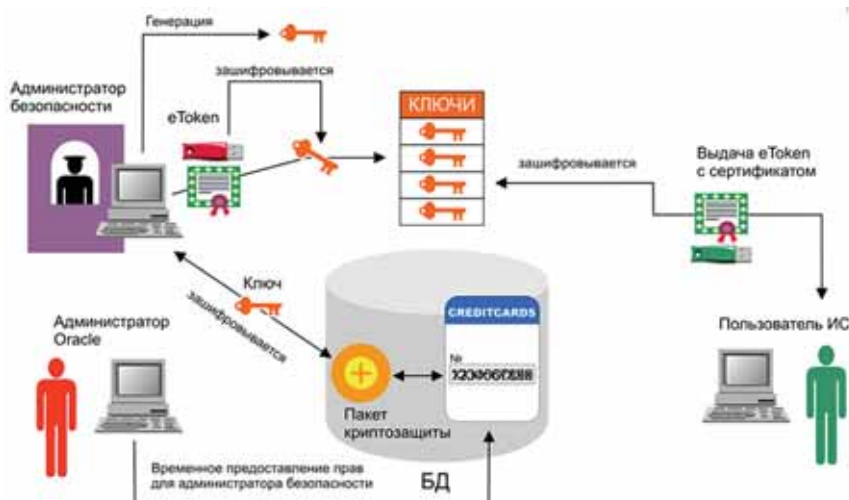 Генерация
Администратор
безопасности
зашифровывается
eToken
КЛЮЧИ
зашифровывается
Выдача eToken
с сертификатом
Ключ
зашифровывается
CREDITCARDS
№
Администратор
Oracle
Пользователь ИС
Пакет
криптозащиты
Временное предоставление прав
для администратора безопасности
БД